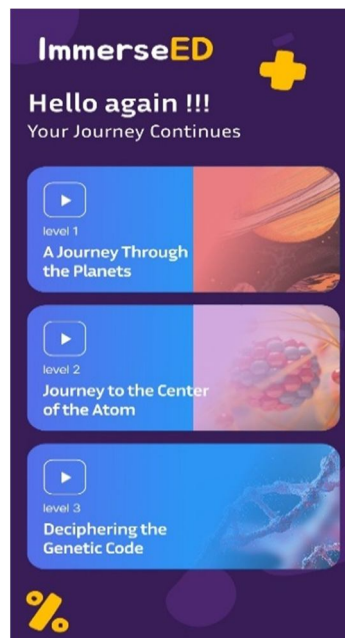 ImmerseED
Hello again !!!
Your Journey Continues
level 1
A Journey Through
the Planets
level 2
Journey to the Center
of the Atom
level 3
Deciphering the
Genetic Code
%